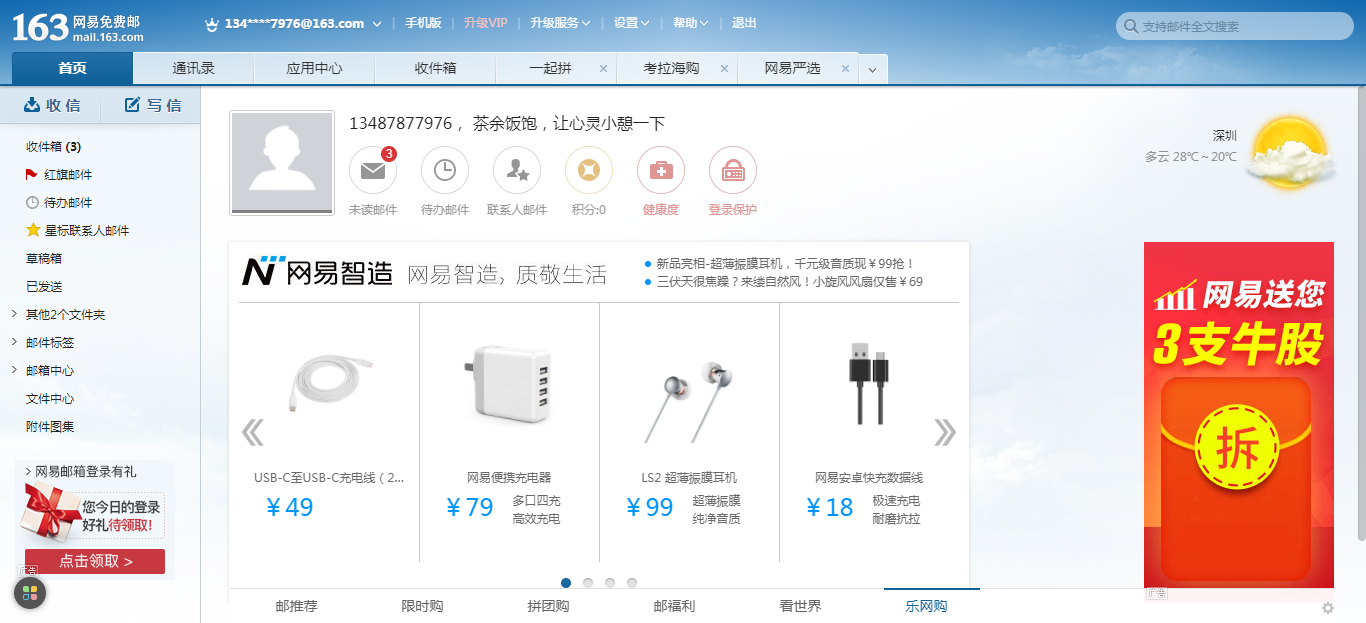 163 网易免费邮
mail.163.com
134****7976@163.com
手机版
升级VIP
升级服务
设置
帮助
退出
支持邮件全文搜索
首页
通讯录
应用中心
收件箱
一起拼
考拉海购
网易严选
收信
写信
收件箱 (3)
红旗邮件
待办邮件
星标联系人邮件
草稿箱
已发送
其他2个文件夹
邮件标签
邮箱中心
文件中心
附件图集
网易邮箱登录有礼
您今日的登录
好礼待领取!
点击领取 >
广告
13487877976， 茶余饭饱，让心灵小憩一下
3
未读邮件
待办邮件
联系人邮件
积分:0
健康度
登录保护
深圳
多云 28℃ ~ 20℃
网易智造
网易智造, 质敬生活
新品亮相-超薄振膜耳机，千元级音质现￥99抢！
三伏天很焦躁？来缕自然风！小旋风风扇仅售￥69
USB-C至USB-C充电线（2...
￥49
网易便携充电器
￥79
多口四充
高效充电
LS2 超薄振膜耳机
￥99
超薄振膜
纯净音质
网易安卓快充数据线
￥18
极速充电
耐磨抗拉
邮推荐
限时购
拼团购
邮福利
看世界
乐网购
网易送您
3支牛股
拆
广告